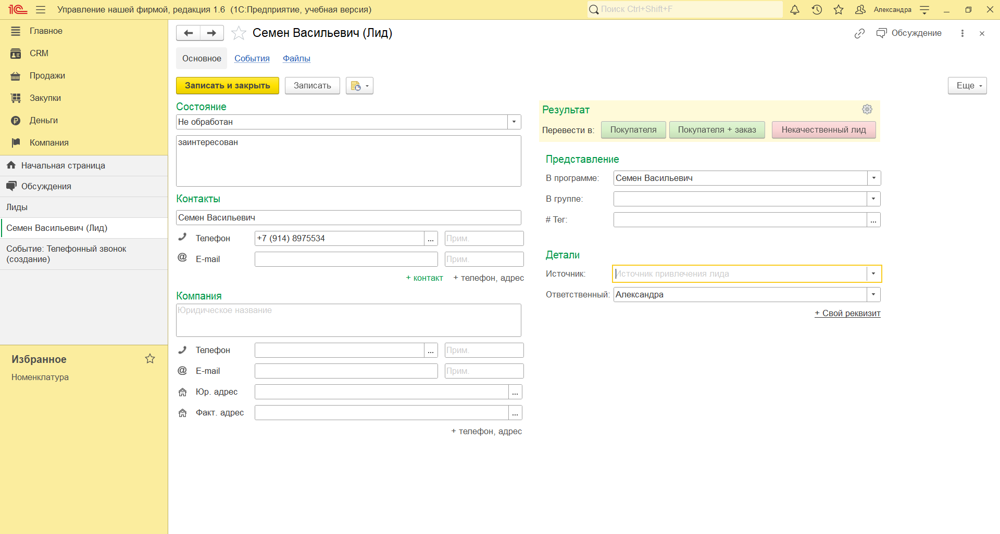 1С Управление нашей фирмой, редакция 1.6 (1С:Предприятие, учебная версия)
Поиск Ctrl+Shift+F
Александра
Главное
CRM
Продажи
Закупки
Деньги
Компания
Начальная страница
Обсуждения
Лиды
Семен Васильевич (Лид)
Событие: Телефонный звонок
(создание)
Избранное
Номенклатура
Семен Васильевич (Лид)
Обсуждение
Основное События Файлы
Записать и закрыть Записать
Еще
Состояние
Не обработан
заинтересован
Контакты
Семен Васильевич
Телефон +7 (914) 8975534 ... Прим.
@ E-mail Прим.
+ контакт + телефон, адрес
Компания
Юридическое название
Телефон ... Прим.
@ E-mail Прим.
Юр. адрес ...
Факт. адрес ...
+ телефон, адрес
Результат
Перевести в: Покупателя Покупателя + заказ Некачественный лид
Представление
В программе: Семен Васильевич
В группе:
# Тег: ...
Детали
Источник: Источник привлечения лида
Ответственный: Александра
+ Свой реквизит